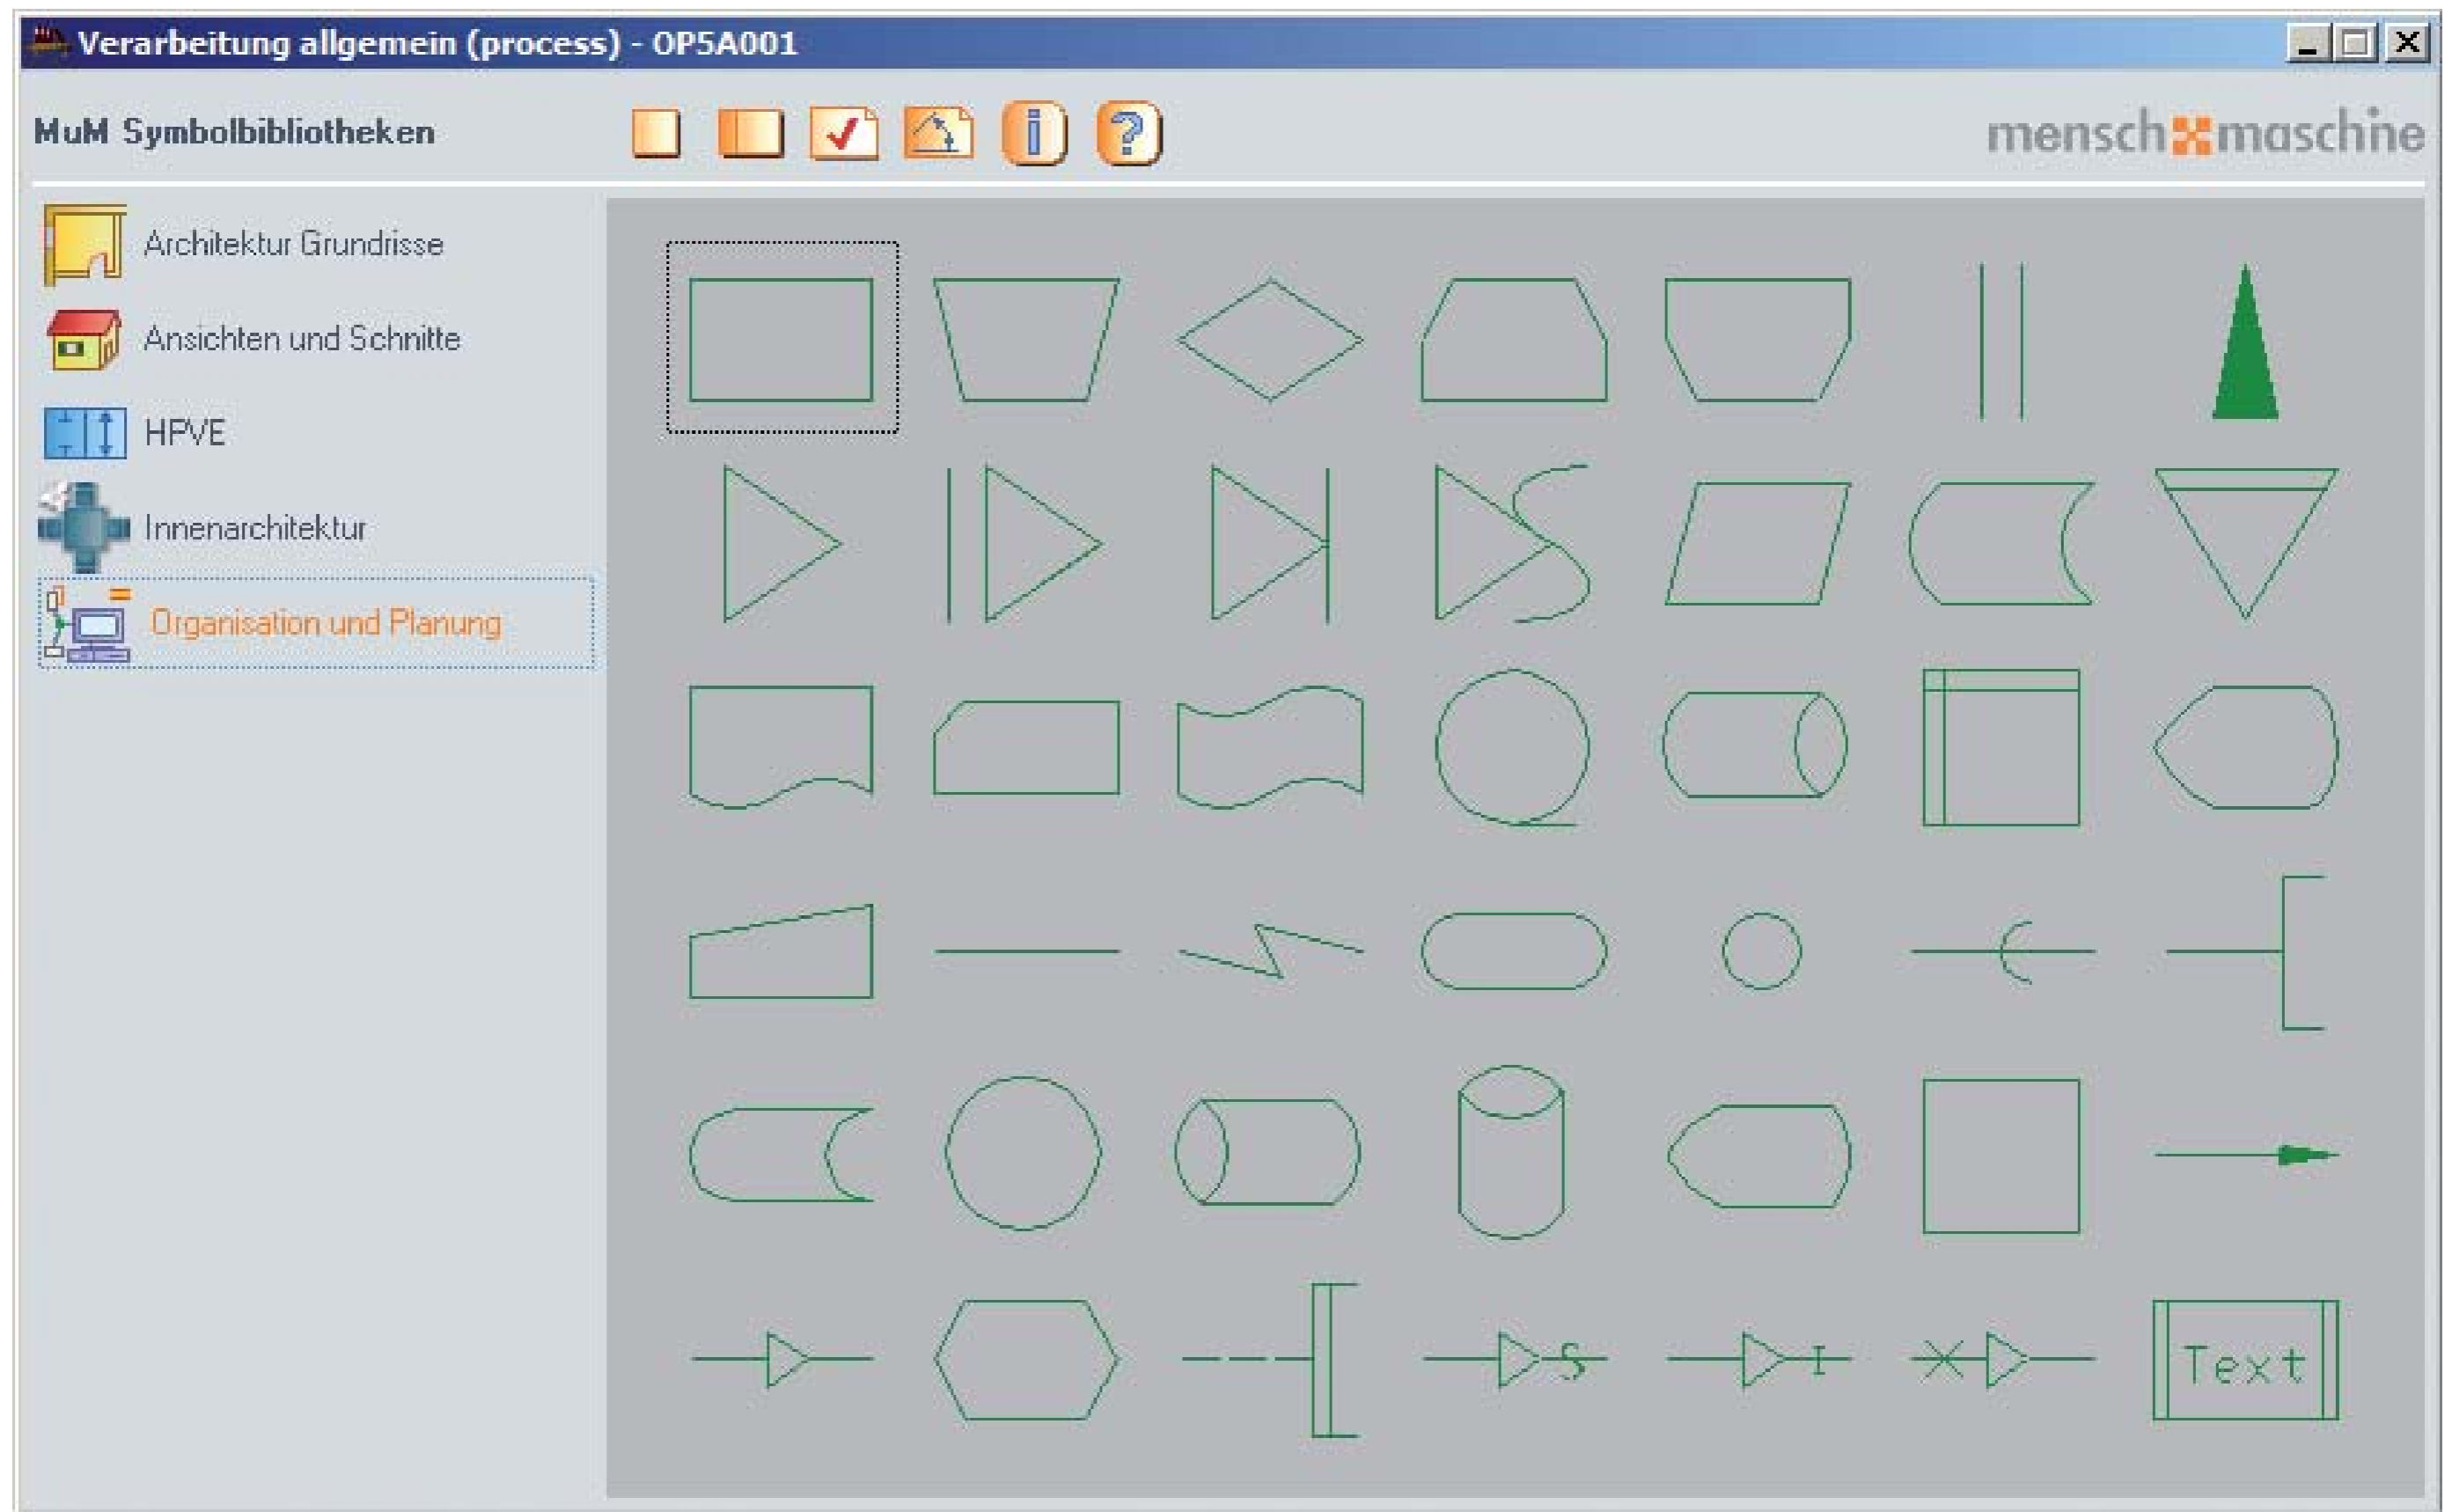 Verarbeitung allgemein (process) - OP5A001
MuM Symbolbibliotheken
mensch maschine
Architektur Grundrisse
Ansichten und Schnitte
HPVE
Innenarchitektur
Organisation und Planung
S
I
Text